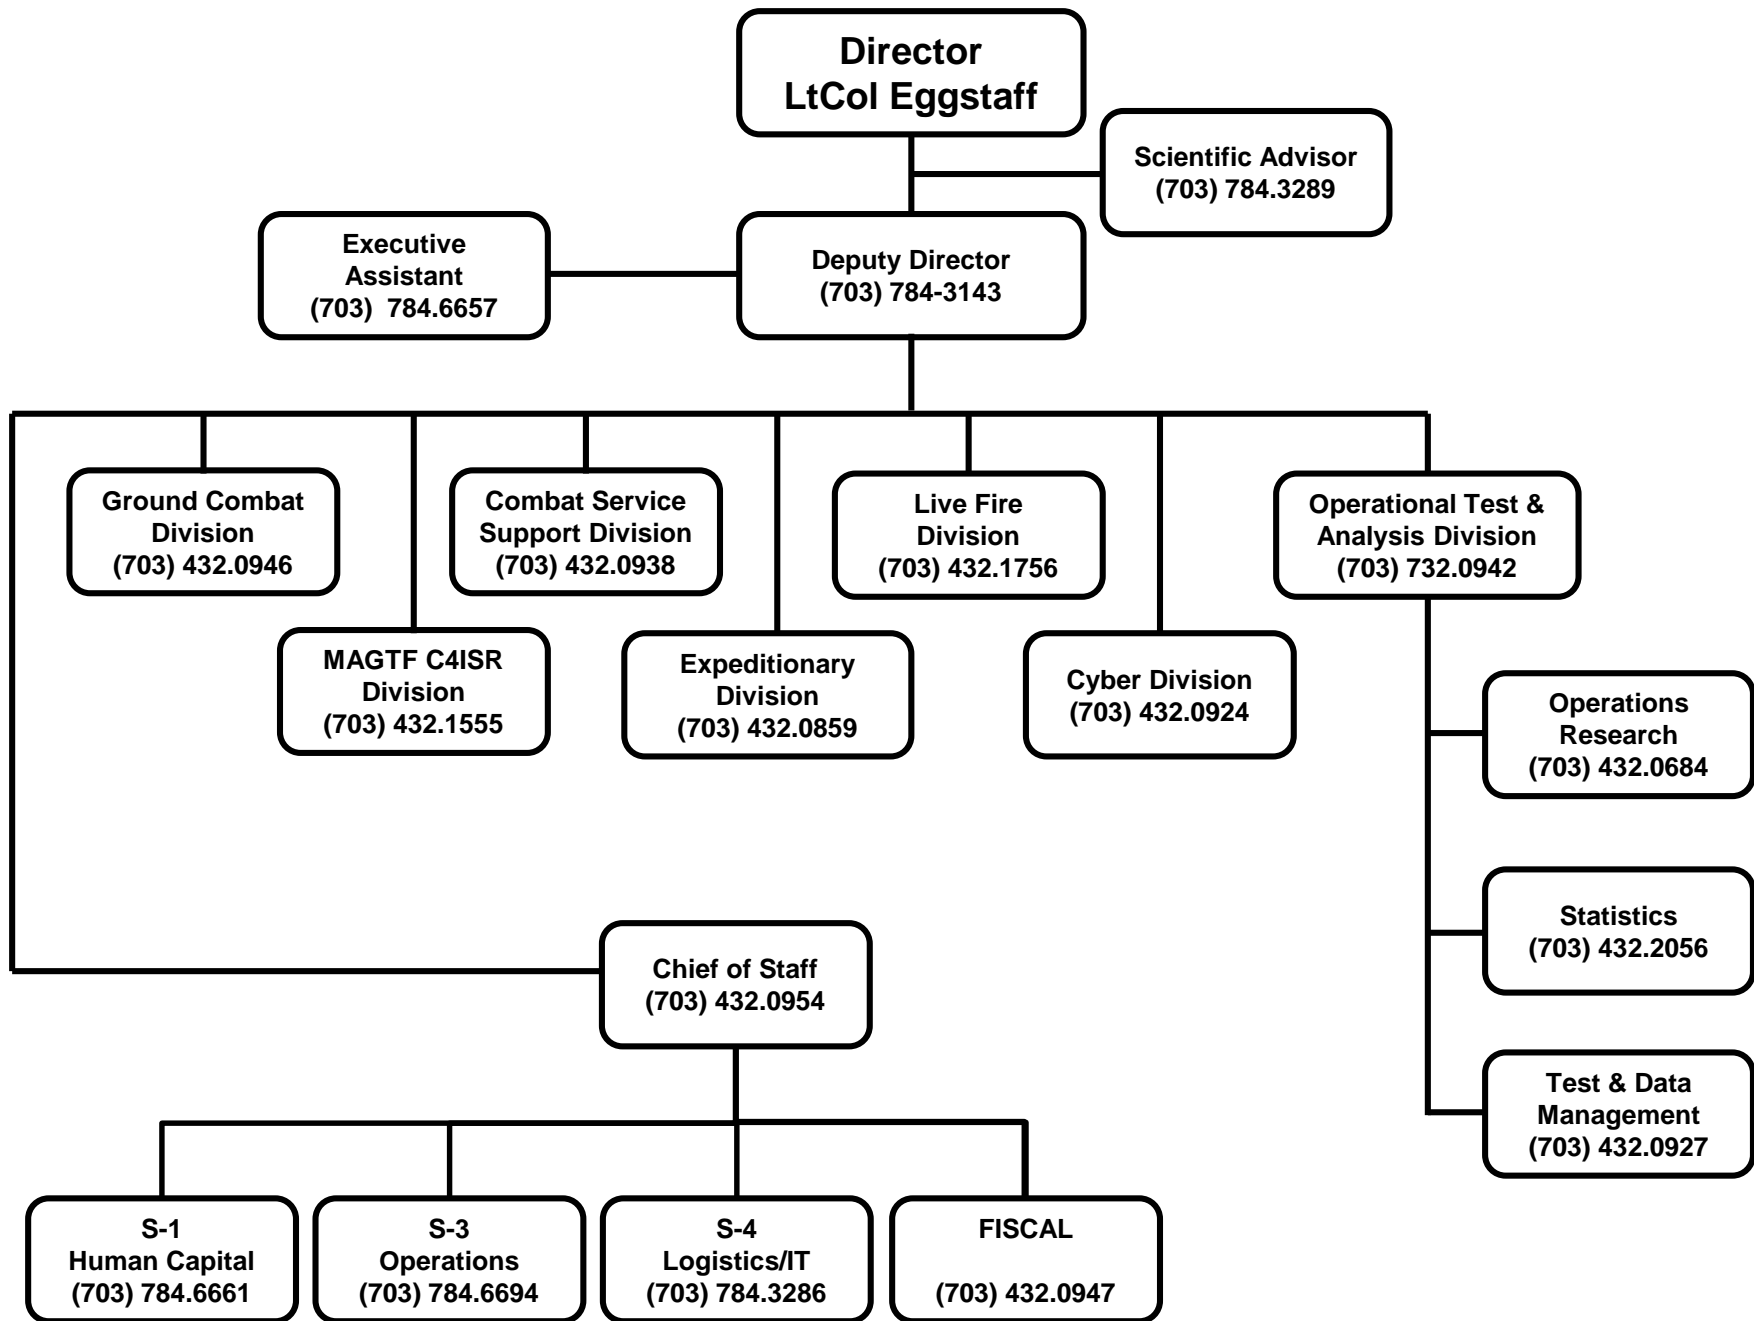 Director
LtCol Eggstaff
Scientific Advisor
(703) 784.3289
Executive
Assistant
(703)  784.6657
Deputy Director
(703) 784-3143
Ground Combat
Division
(703) 432.0946
Combat Service
Support Division
(703) 432.0938
Live Fire
Division
(703) 432.1756
Operational Test &
Analysis Division
(703) 732.0942
MAGTF C4ISR
Division
(703) 432.1555
Expeditionary
Division
(703) 432.0859
Cyber Division
(703) 432.0924
Operations
Research
(703) 432.0684
Statistics
(703) 432.2056
Test & Data
Management
(703) 432.0927
Chief of Staff
(703) 432.0954
S-1
Human Capital
(703) 784.6661
S-3
Operations
(703) 784.6694
S-4
Logistics/IT
(703) 784.3286
FISCAL
(703) 432.0947